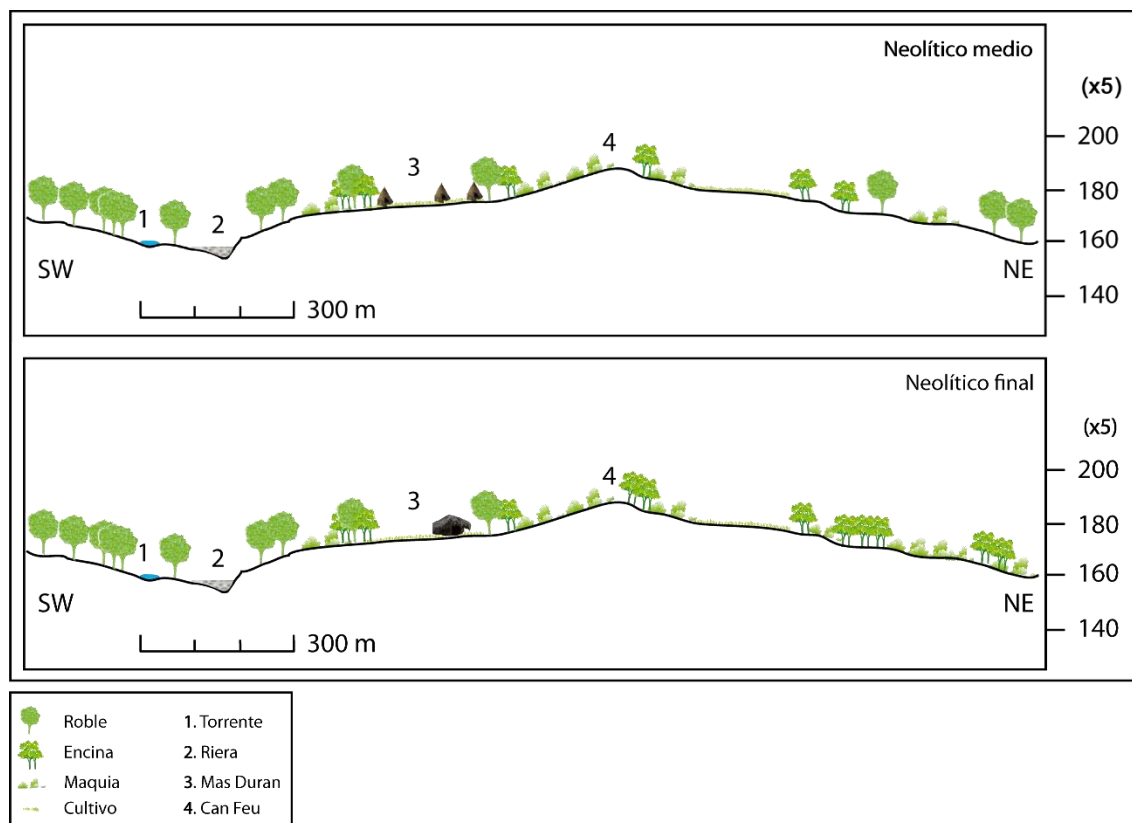 Neolítico medio
(x5)
200
180
160
140
1
2
3
4
SW
NE
300 m
Neolítico final
(x5)
200
180
160
140
1
2
3
4
SW
NE
300 m
Roble
Encina
Maquia
Cultivo
1. Torrente
2. Riera
3. Mas Duran
4. Can Feu